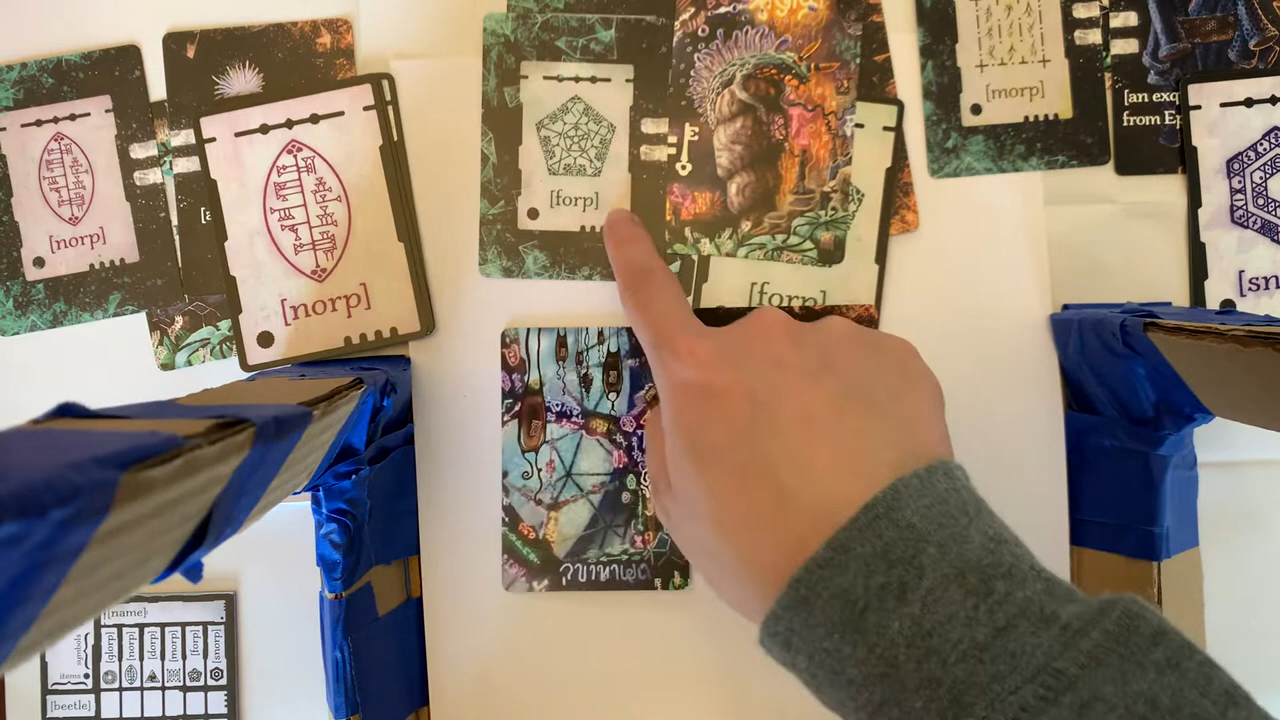 [norp]
[norp]
[forp]
[forp]
[morp]
[an exq
from Ep
[sn
[name]:
symbols
items
[glorp]
[norp]
[dorp]
[morp]
[forp]
[snorp]
[beetle]